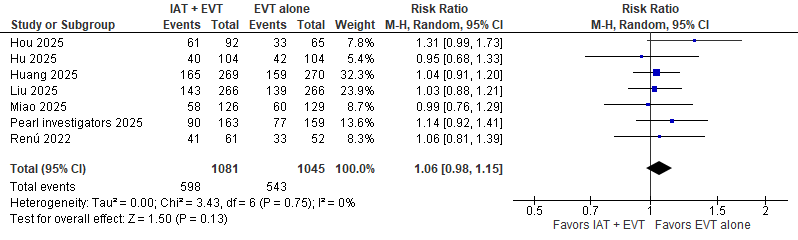 IAT + EVT EVT alone Risk Ratio Risk Ratio
Study or Subgroup Events Total Events Total Weight M-H, Random, 95% CI M-H, Random, 95% CI
Hou 2025 61 92 33 65 7.8% 1.31 [0.99, 1.73]
Hu 2025 40 104 42 104 5.4% 0.95 [0.68, 1.33]
Huang 2025 165 269 159 270 32.3% 1.04 [0.91, 1.20]
Liu 2025 143 266 139 266 23.9% 1.03 [0.88, 1.21]
Miao 2025 58 126 60 129 8.7% 0.99 [0.76, 1.29]
Pearl investigators 2025 90 163 77 159 13.6% 1.14 [0.92, 1.41]
Renú 2022 41 61 33 52 8.4% 1.06 [0.81, 1.39]
Total (95% CI) 1081 1045 100.0% 1.06 [0.98, 1.15]
Total events 598 543
Heterogeneity: Tau² = 0.00; Chi² = 3.43, df = 6 (P = 0.75); I² = 0%
Test for overall effect: Z = 1.50 (P = 0.13)
0.5 0.7 1 1.5 2
Favors IAT + EVT Favors EVT alone